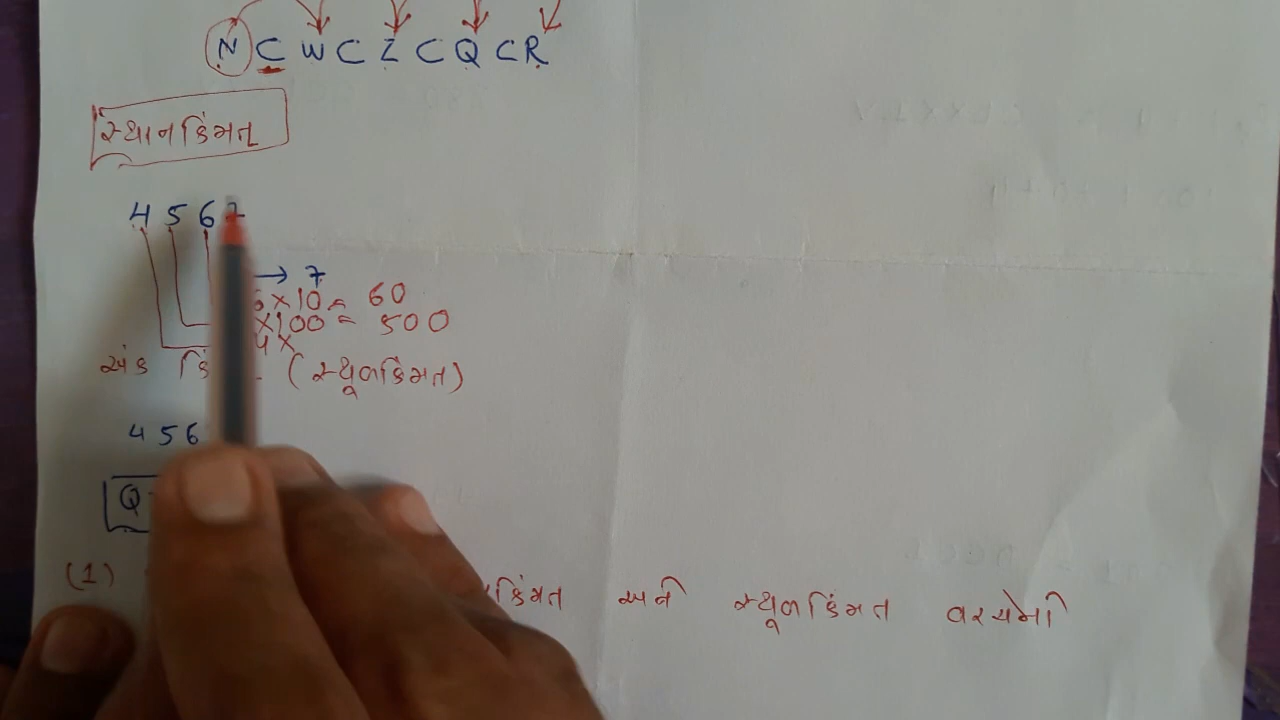 N C W C Z C Q C R
સ્થાનકિંમત
4 5 6 7
→ 7
6×10 = 60
×100 = 500
4×
અંક (સ્થૂળકિંમત)
4 5 6
Q
(1) કિંમત અને સ્થૂળકિંમત વચ્ચેના